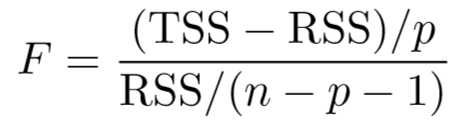 F = (TSS − RSS)/p
RSS/(n − p − 1)